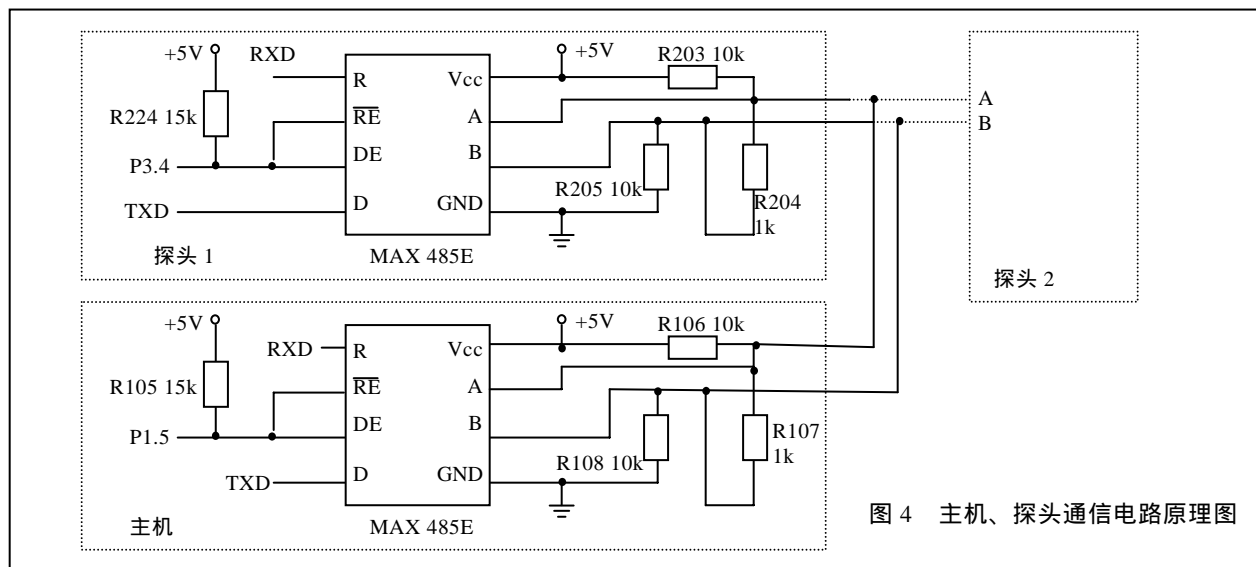 +5V
RXD
R224 15k
P3.4
TXD
R
RE
DE
D
Vcc
A
B
GND
MAX 485E
探头 1
+5V
R203 10k
R205 10k
R204
1k
A
B
探头 2
+5V
RXD
R105 15k
P1.5
TXD
R
RE
DE
D
Vcc
A
B
GND
MAX 485E
主机
+5V
R106 10k
R108 10k
R107
1k
图 4 主机、探头通信电路原理图